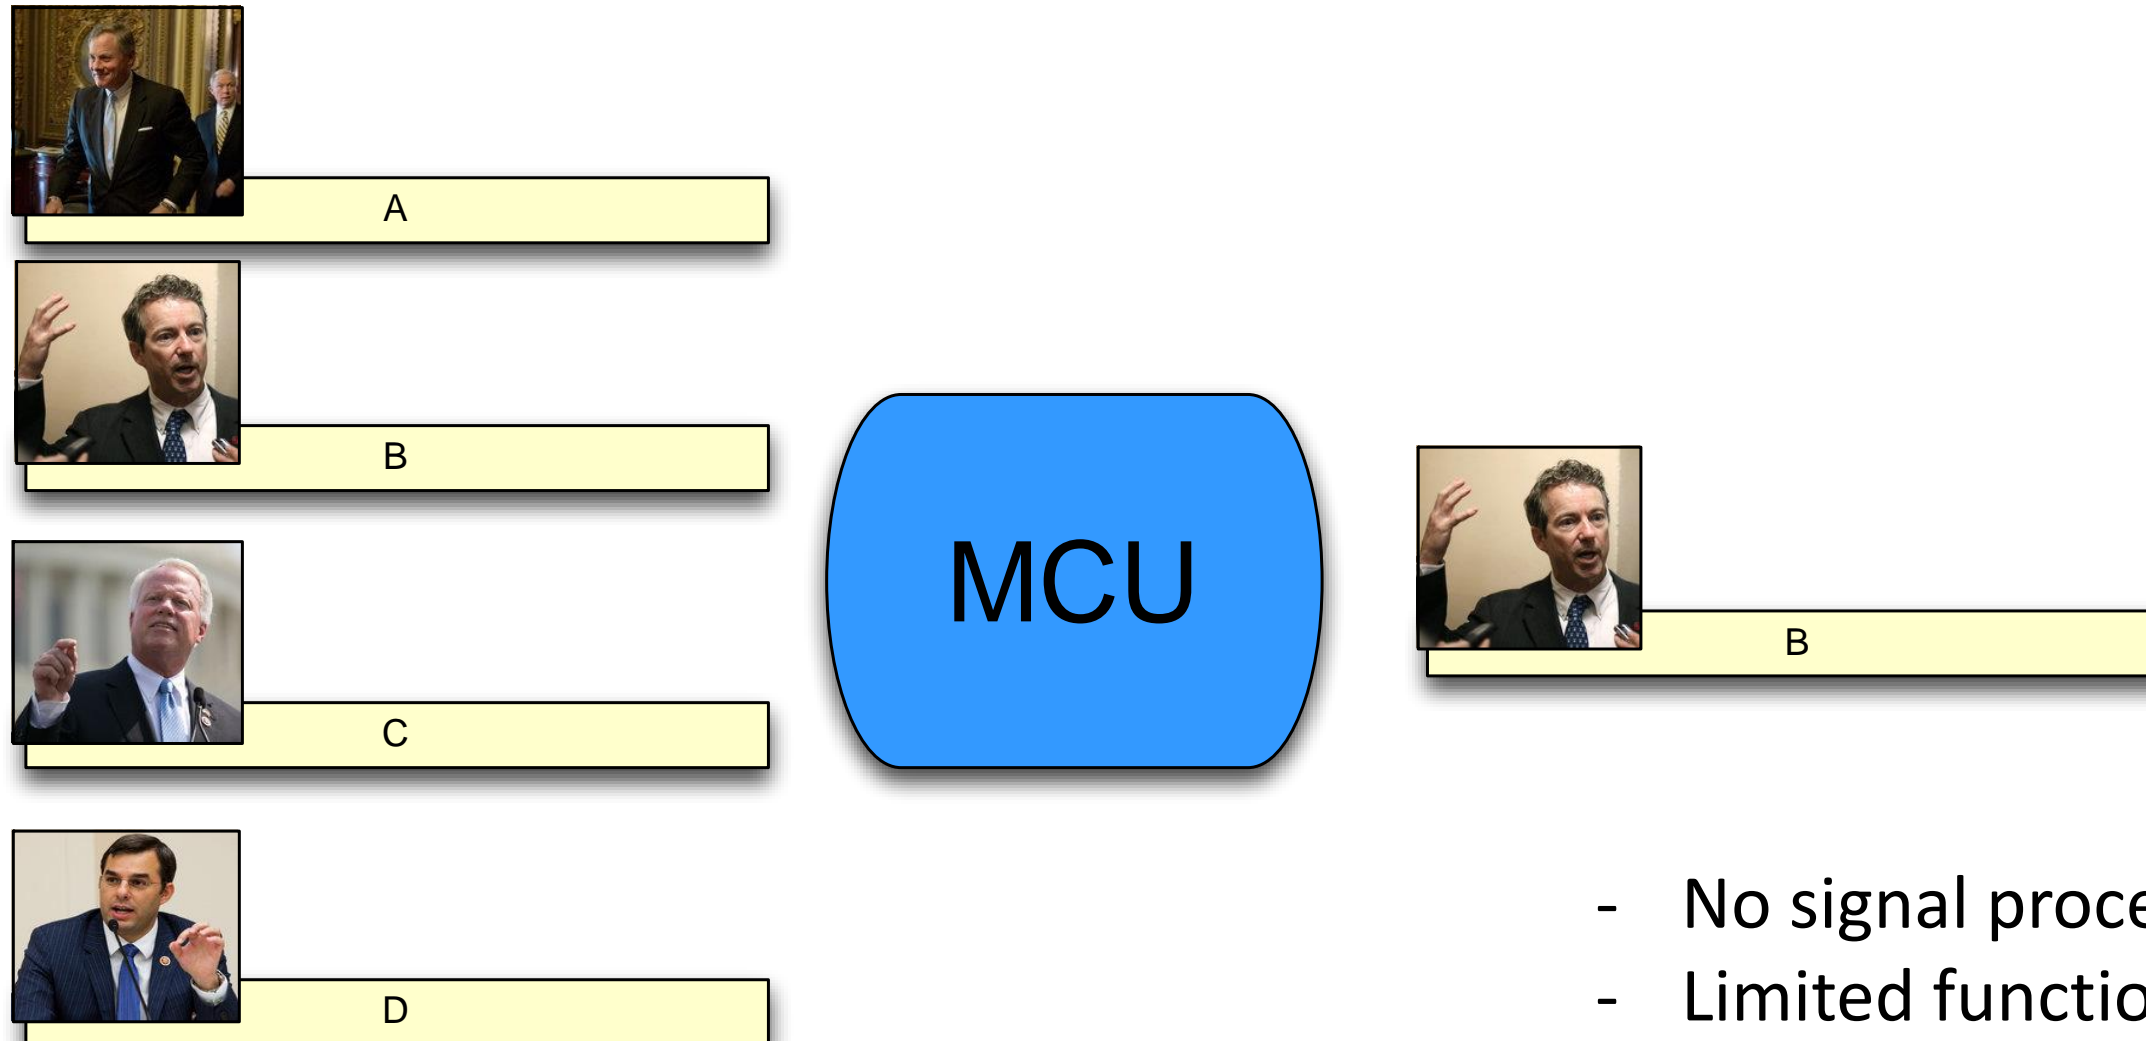 A
B
C
D
MCU
B
- No signal proce
- Limited functio